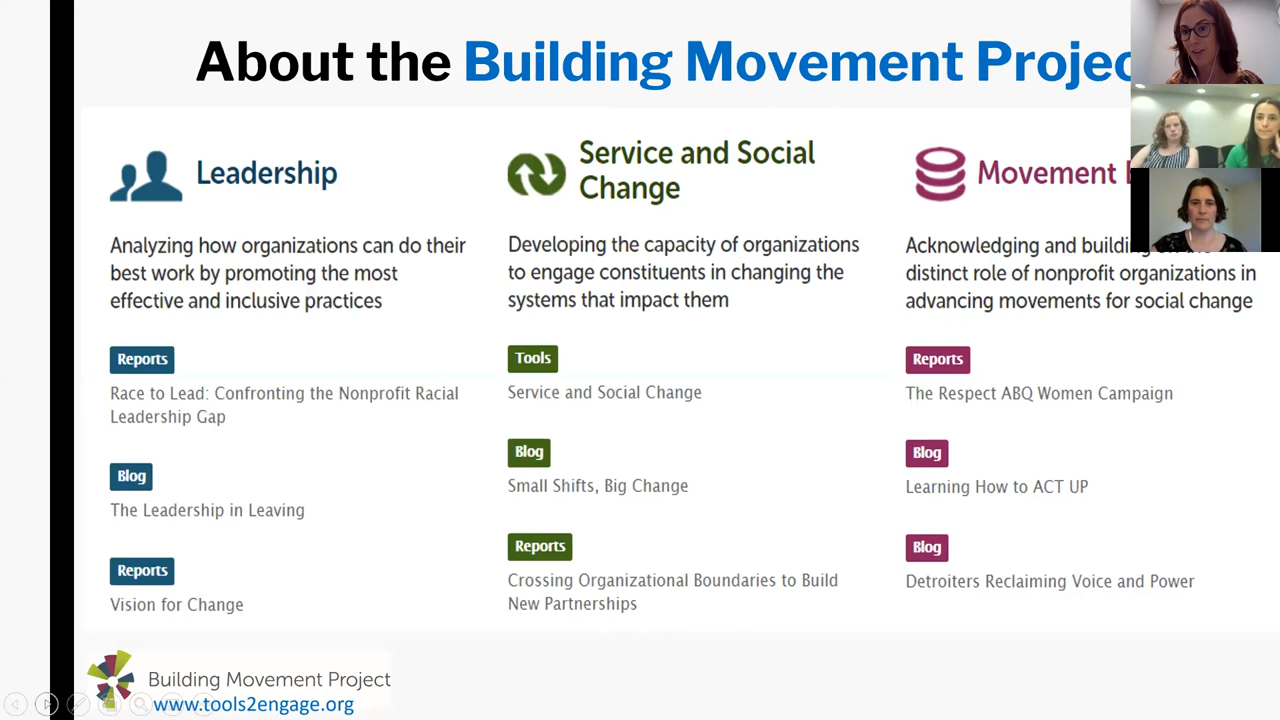 About the Building Movement Projec
Leadership
Analyzing how organizations can do their
best work by promoting the most
effective and inclusive practices
Reports
Race to Lead: Confronting the Nonprofit Racial
Leadership Gap
Blog
The Leadership in Leaving
Reports
Vision for Change
Service and Social
Change
Developing the capacity of organizations
to engage constituents in changing the
systems that impact them
Tools
Service and Social Change
Blog
Small Shifts, Big Change
Reports
Crossing Organizational Boundaries to Build
New Partnerships
Movement
Acknowledging and building on the
distinct role of nonprofit organizations in
advancing movements for social change
Reports
The Respect ABQ Women Campaign
Blog
Learning How to ACT UP
Blog
Detroiters Reclaiming Voice and Power
Building Movement Project
www.tools2engage.org